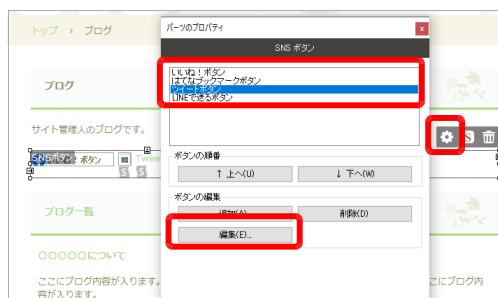 トップ › ブログ
パーツのプロパティ
x
SNS ボタン
いいね！ボタン
はてなブックマークボタン
ツイートボタン
LINEで送るボタン
ブログ
サイト管理人のブログです。
S
SNSボタン ボタン
Twee
S S
ボタンの順番
↑ 上へ(U)
↓ 下へ(W)
ボタンの編集
追加(A)
削除(D)
編集(E)...
ブログ一覧
〇〇〇〇〇について
ここにブログ内容が入ります。
こにブログ内
容が入ります。